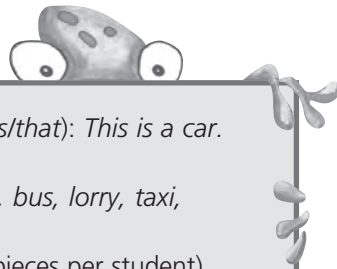 s/that): This is a car.
. bus, lorry, taxi,
pieces per student)